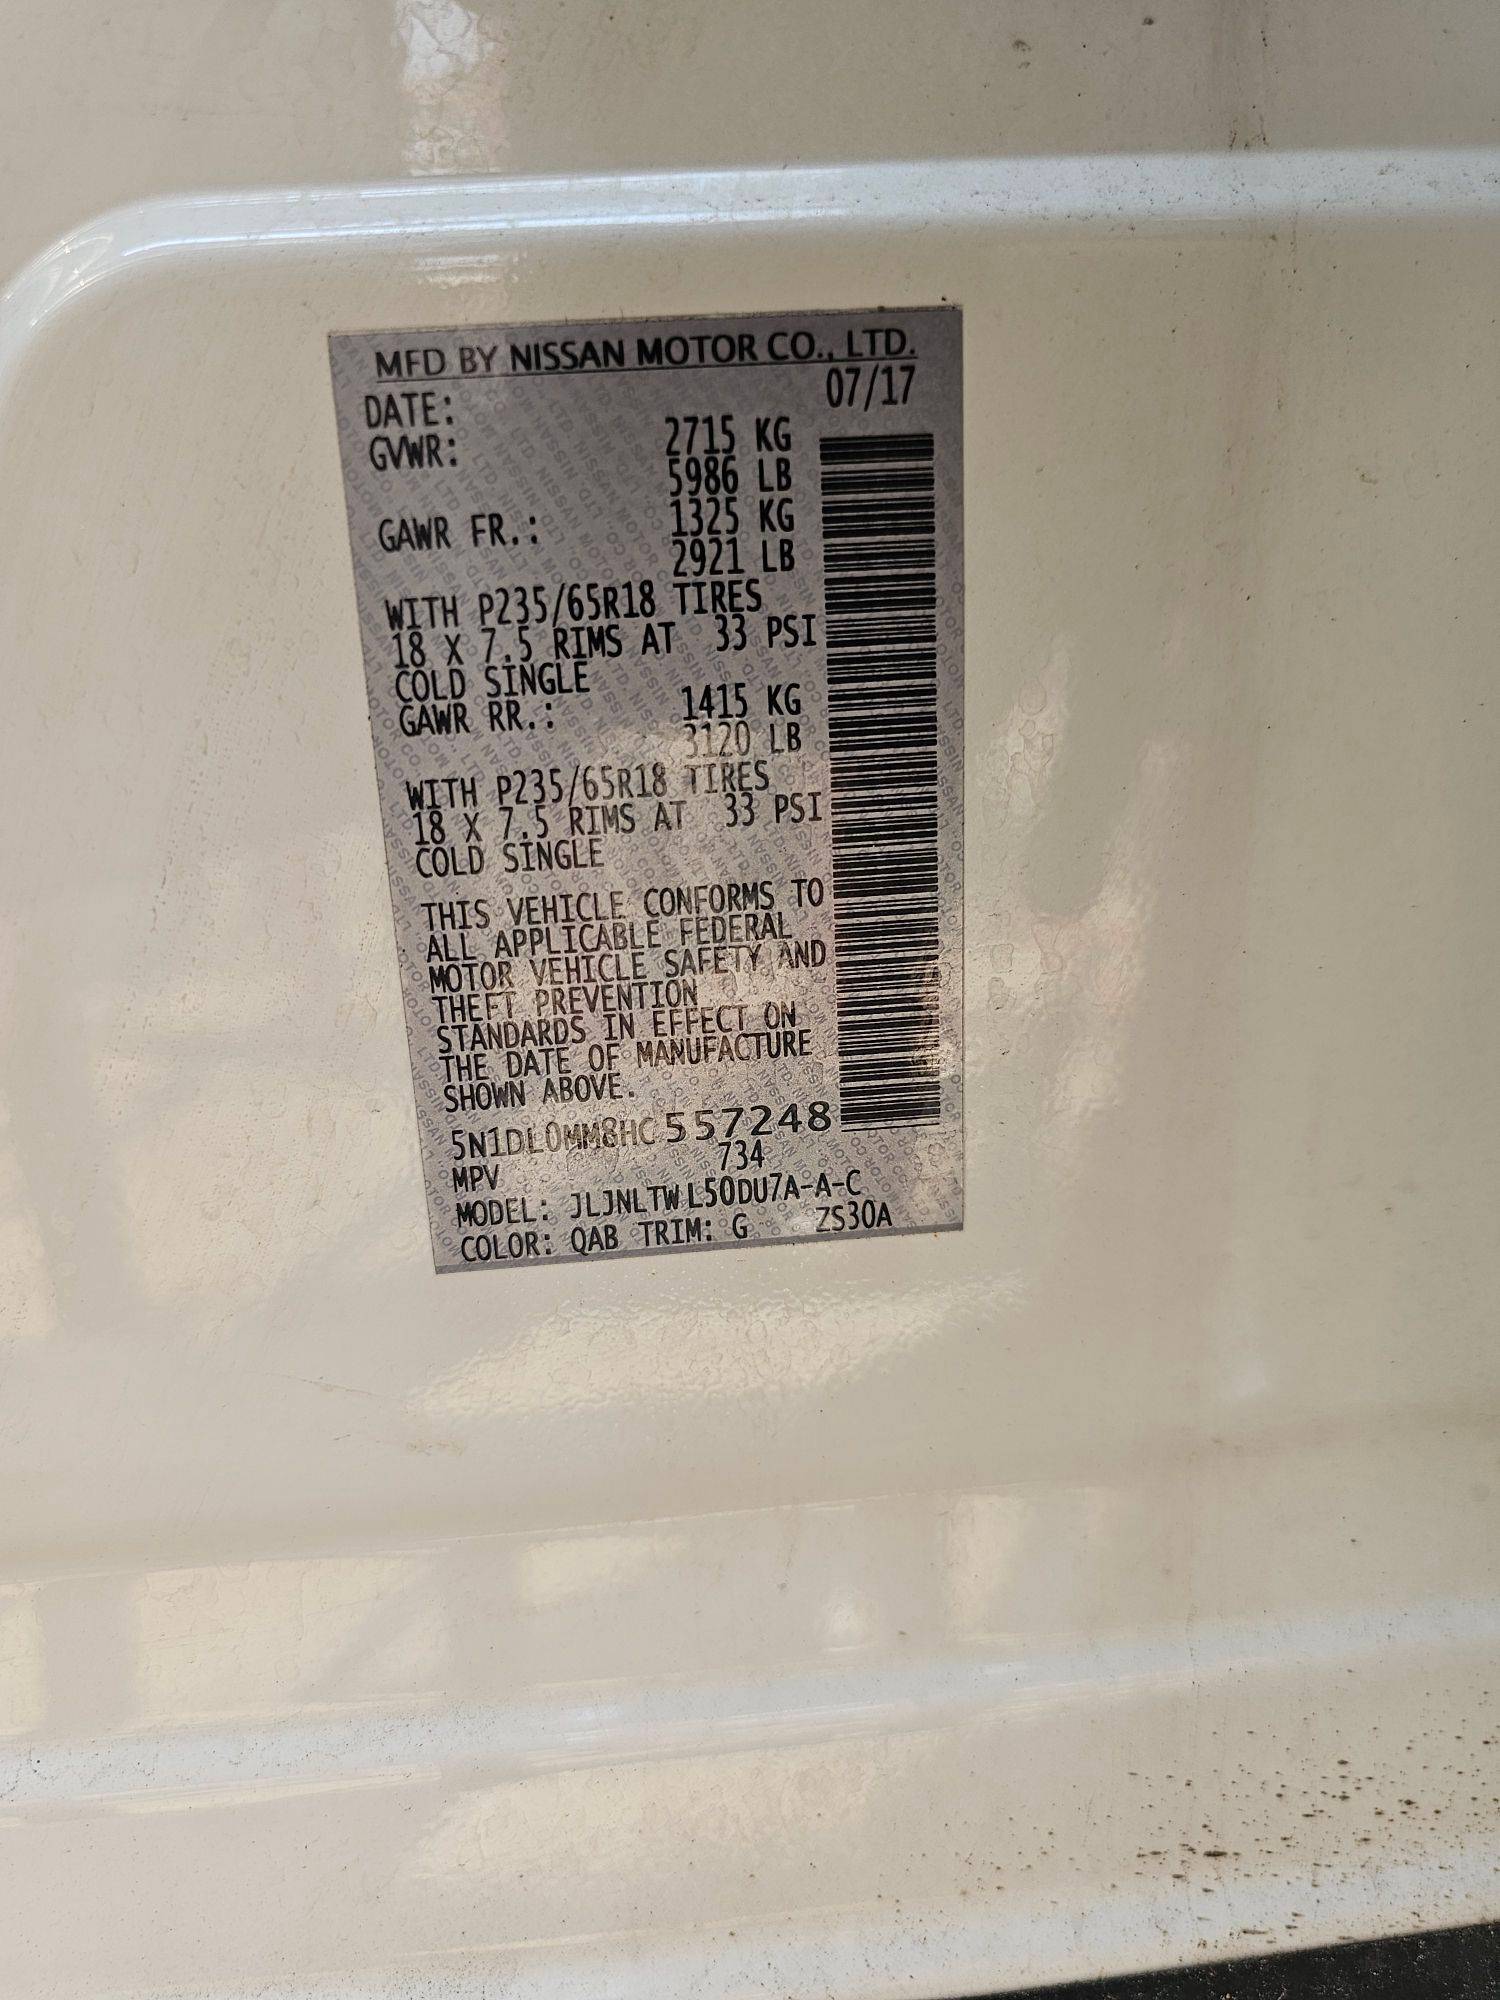 MFD BY NISSAN MOTOR CO., LTD.
DATE: 07/17
GVWR: 2715 KG
5986 LB
GAWR FR.: 1325 KG
2921 LB
WITH P235/65R18 TIRES
18 X 7.5 RIMS AT 33 PSI
COLD SINGLE
GAWR RR.: 1415 KG
3120 LB
WITH P235/65R18 TIRES
18 X 7.5 RIMS AT 33 PSI
COLD SINGLE
THIS VEHICLE CONFORMS TO
ALL APPLICABLE FEDERAL
MOTOR VEHICLE SAFETY AND
THEFT PREVENTION
STANDARDS IN EFFECT ON
THE DATE OF MANUFACTURE
SHOWN ABOVE.
5N1DL0MM8HC557248
MPV 734
MODEL: JLJNLTWL50DU7A-A-C
COLOR: QAB TRIM: G ZS30A